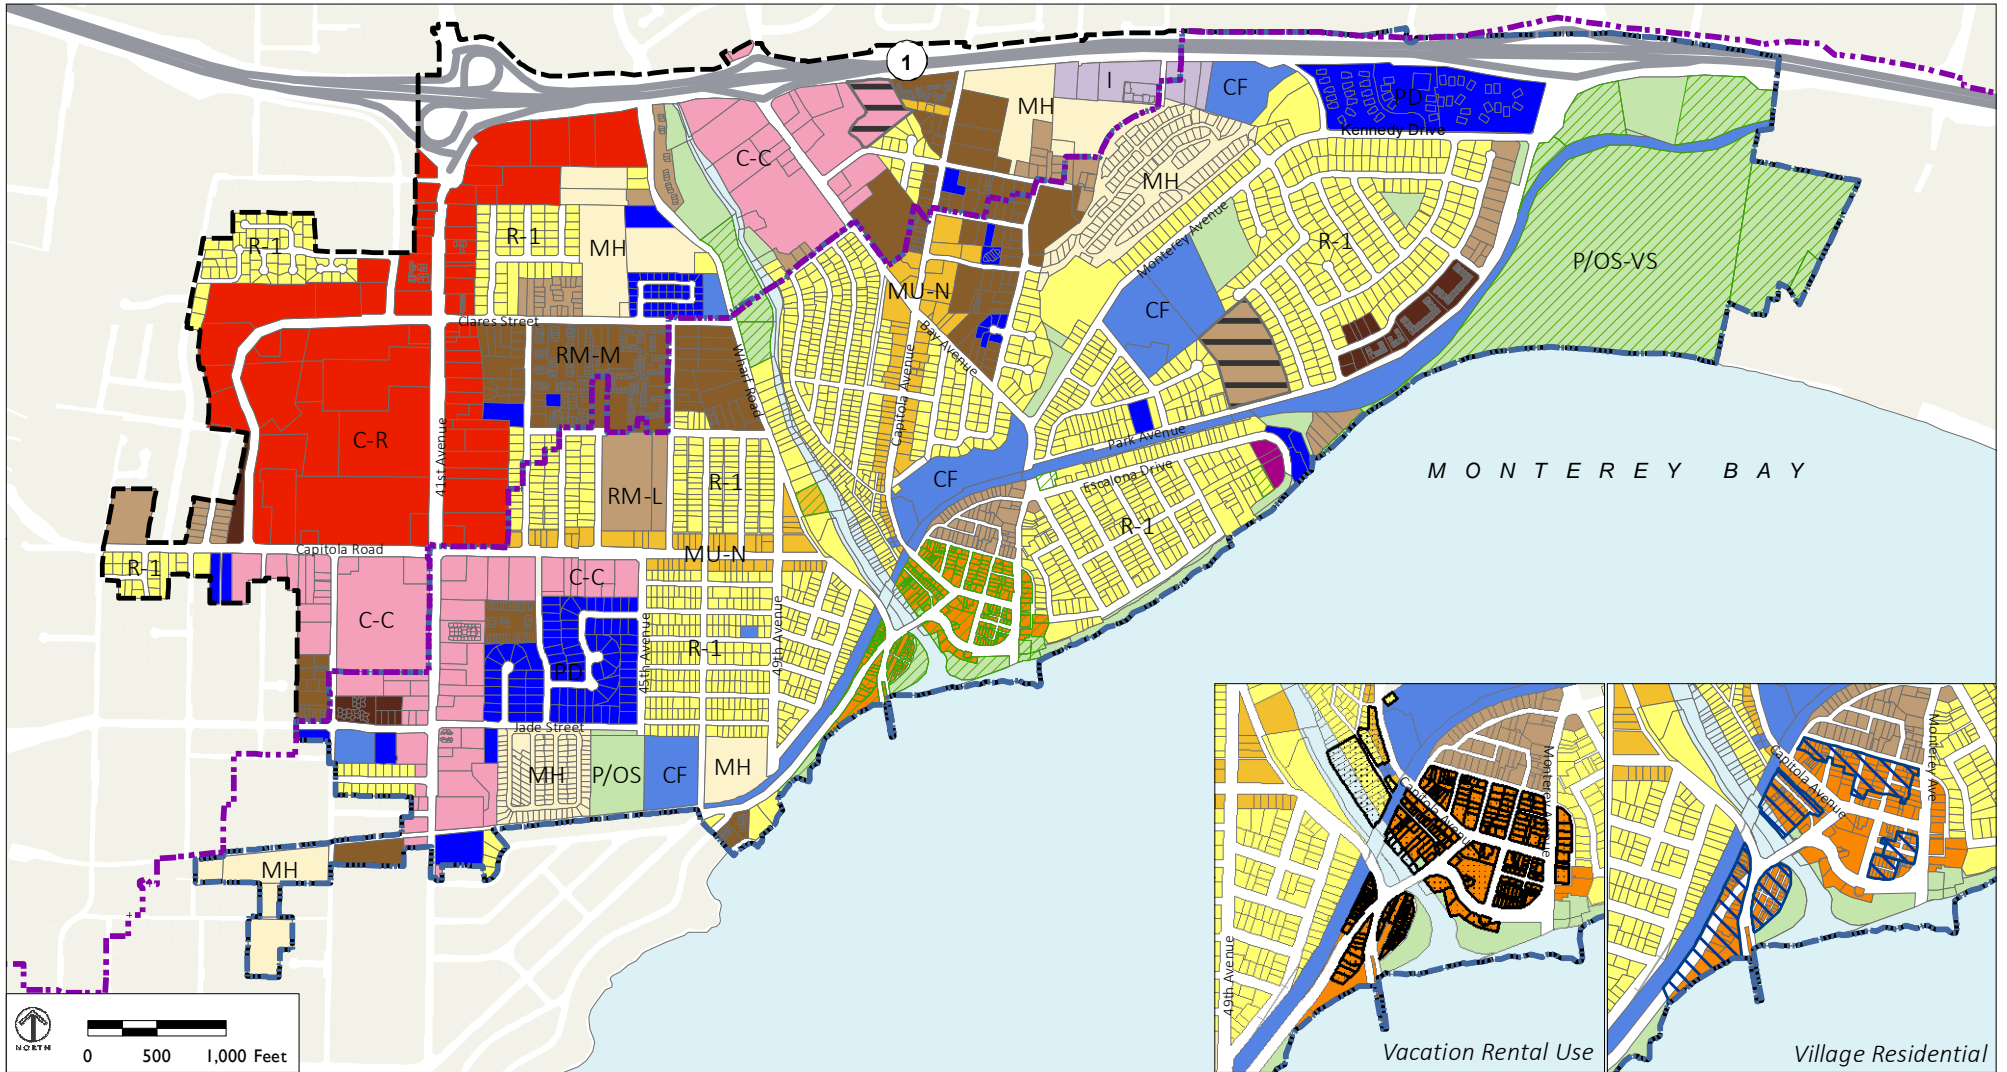 1
I
CF
PD
MH
Kennedy Drive
C-C
MH
R-1
R-1
MH
Monterey Avenue
R-1
P/OS-VS
MU-N
CF
Clares Street
RM-M
Wharf Road
Bay Avenue
Capitola Avenue
C-R
41st Avenue
Park Avenue
Escalona Drive
CF
MONTEREY BAY
RM-L
R-1
R-1
Capitola Road
MU-N
R-1
C-C
C-C
45th Avenue
49th Avenue
R-1
PD
Jade Street
MH
P/OS
CF
MH
MH
NORTH
0 500 1,000 Feet
Capitola Avenue
Monterey Avenue
49th Avenue
Vacation Rental Use
Capitola Avenue
Monterey Ave
Village Residential